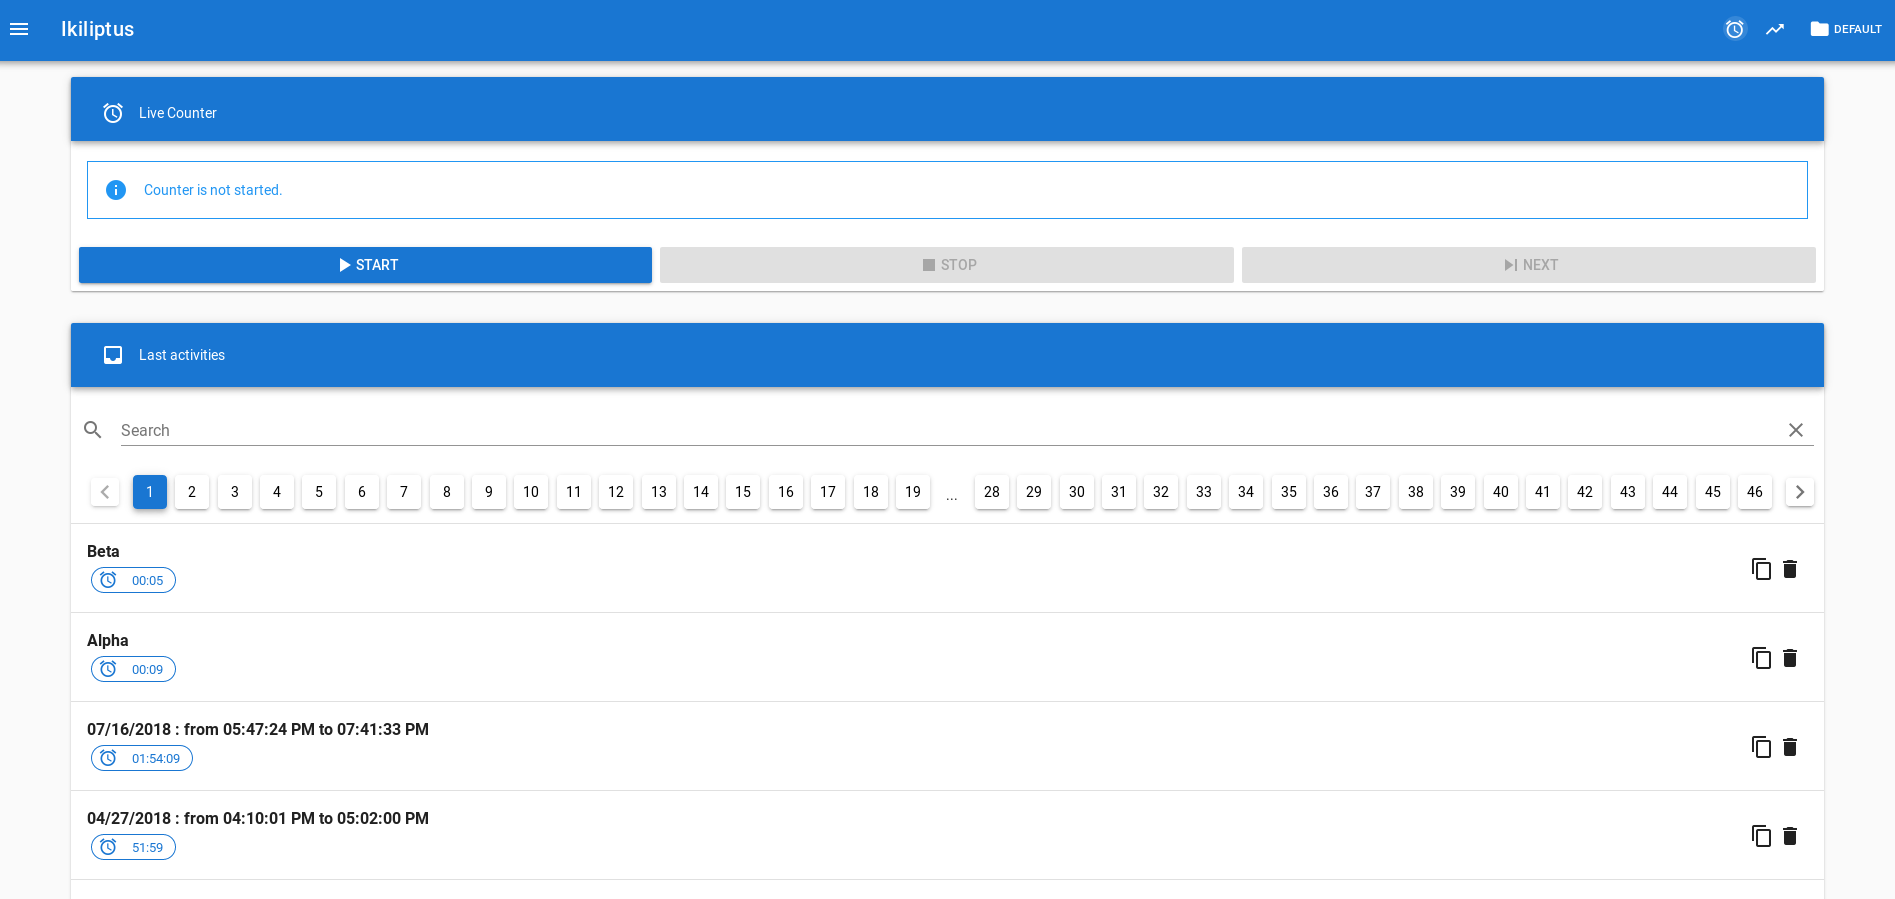 Ikiliptus
DEFAULT
Live Counter
Counter is not started.
START STOP NEXT
Last activities
Search
1 2 3 4 5 6 7 8 9 10 11 12 13 14 15 16 17 18 19 ... 28 29 30 31 32 33 34 35 36 37 38 39 40 41 42 43 44 45 46
Beta
00:05
Alpha
00:09
07/16/2018 : from 05:47:24 PM to 07:41:33 PM
01:54:09
04/27/2018 : from 04:10:01 PM to 05:02:00 PM
51:59